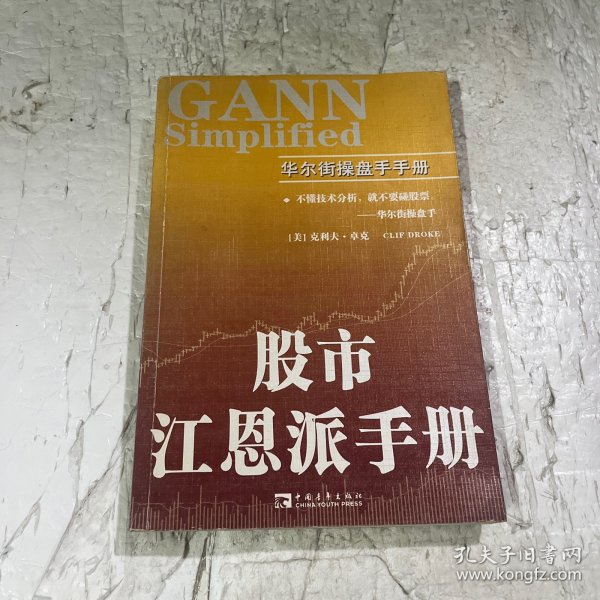 GANN
Simplified
华尔街操盘手手册
◆ 不懂技术分析，就不要碰股票。
——华尔街操盘手
[美] 克利夫·卓克 CLIF DROKE
股市
江恩派手册
中国青年出版社
CHINA YOUTH PRESS
孔夫子旧书网
www.kongfz.com